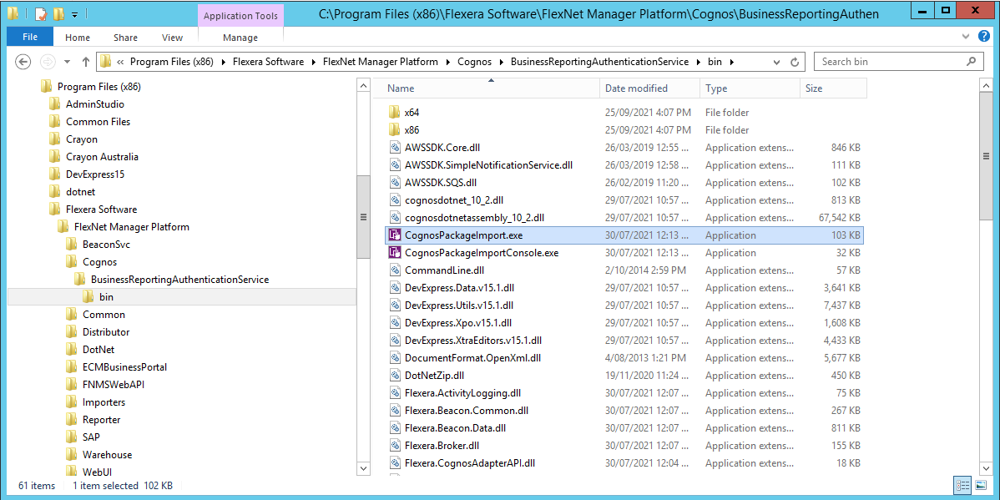 Application Tools
C:\Program Files (x86)\Flexera Software\FlexNet Manager Platform\Cognos\BusinessReportingAuthen
File Home Share View Manage
« Program Files (x86) Flexera Software FlexNet Manager Platform Cognos BusinessReportingAuthenticationService bin
Search bin
Program Files (x86)
AdminStudio
Common Files
Crayon
Crayon Australia
DevExpress15
dotnet
Flexera Software
FlexNet Manager Platform
BeaconSvc
Cognos
BusinessReportingAuthenticationService
bin
Common
Distributor
DotNet
ECMBusinessPortal
FNMSWebAPI
Importers
Reporter
SAP
Warehouse
WebUI
Name Date modified Type Size
x64 25/09/2021 4:07 PM File folder
x86 25/09/2021 4:07 PM File folder
AWSSDK.Core.dll 26/03/2019 12:55 ... Application extens... 846 KB
AWSSDK.SimpleNotificationService.dll 26/03/2019 12:58 ... Application extens... 111 KB
AWSSDK.SQS.dll 26/02/2019 11:20 ... Application extens... 102 KB
cognosdotnet_10_2.dll 29/07/2021 10:57 ... Application extens... 813 KB
cognosdotnetassembly_10_2.dll 29/07/2021 10:57 ... Application extens... 67,542 KB
CognosPackageImport.exe 30/07/2021 12:13 ... Application 103 KB
CognosPackageImportConsole.exe 30/07/2021 12:13 ... Application 32 KB
CommandLine.dll 2/10/2014 2:59 PM Application extens... 57 KB
DevExpress.Data.v15.1.dll 29/07/2021 10:57 ... Application extens... 3,641 KB
DevExpress.Utils.v15.1.dll 29/07/2021 10:57 ... Application extens... 7,437 KB
DevExpress.Xpo.v15.1.dll 29/07/2021 10:57 ... Application extens... 1,608 KB
DevExpress.XtraEditors.v15.1.dll 29/07/2021 10:57 ... Application extens... 4,433 KB
DocumentFormat.OpenXml.dll 4/08/2013 1:21 PM Application extens... 5,677 KB
DotNetZip.dll 19/11/2020 11:24 ... Application extens... 450 KB
Flexera.ActivityLogging.dll 30/07/2021 12:07 ... Application extens... 75 KB
Flexera.Beacon.Common.dll 30/07/2021 12:07 ... Application extens... 267 KB
Flexera.Beacon.Data.dll 30/07/2021 12:07 ... Application extens... 811 KB
Flexera.Broker.dll 30/07/2021 12:07 ... Application extens... 155 KB
Flexera.CognosAdapterAPI.dll 30/07/2021 12:04 ... Application extens... 18 KB
61 items 1 item selected 102 KB